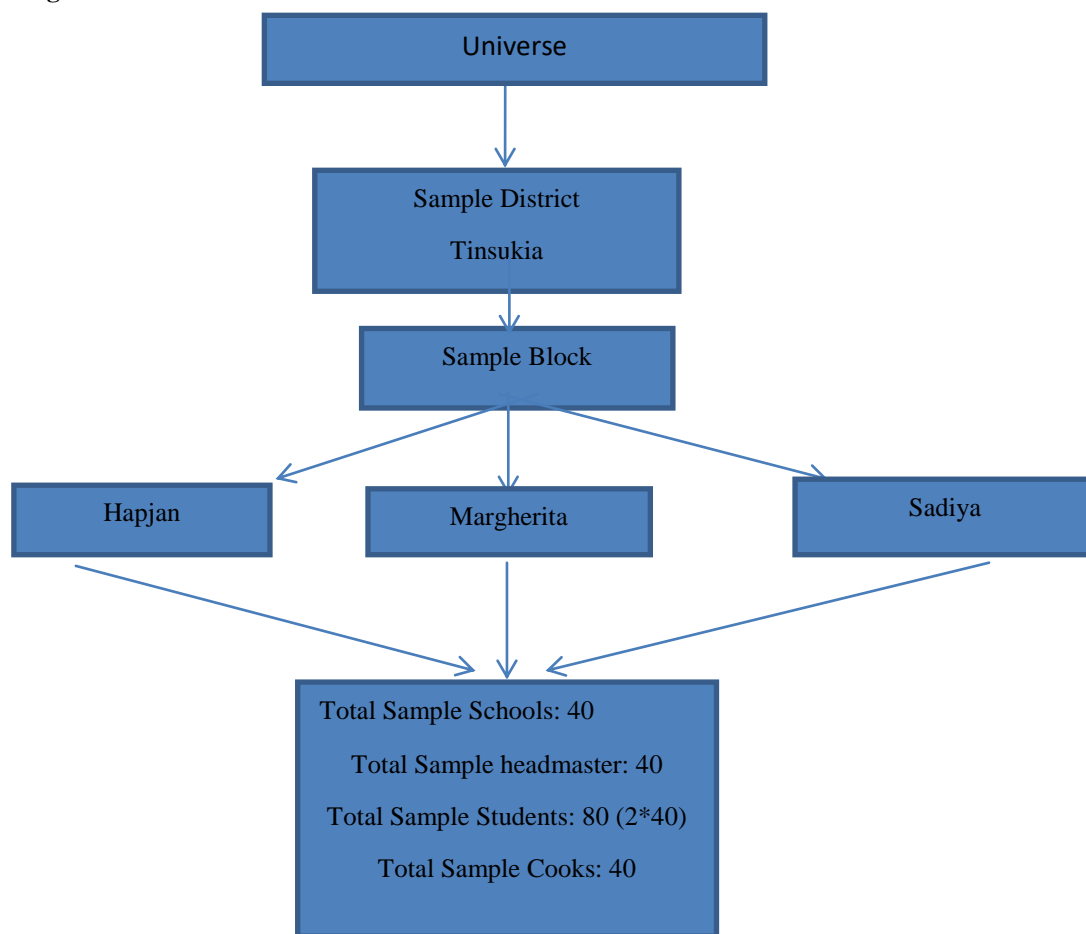 Universe
Sample District
Tinsukia
Sample Block
Hapjan
Margherita
Sadiya
Total Sample Schools: 40
Total Sample headmaster: 40
Total Sample Students: 80 (2*40)
Total Sample Cooks: 40